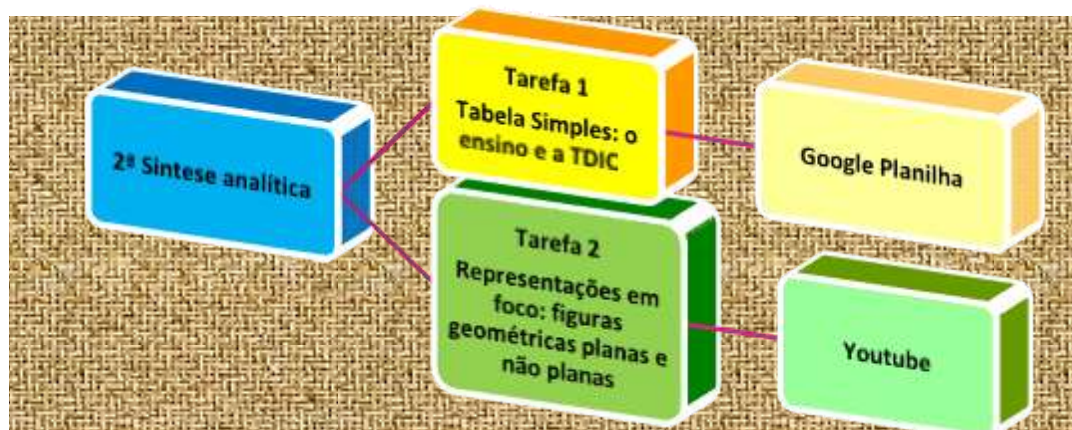 2ª Síntese analítica
Tarefa 1
Tabela Simples: o
ensino e a TDIC
Google Planilha
Tarefa 2
Representações em
foco: figuras
geométricas planas e
não planas
Youtube